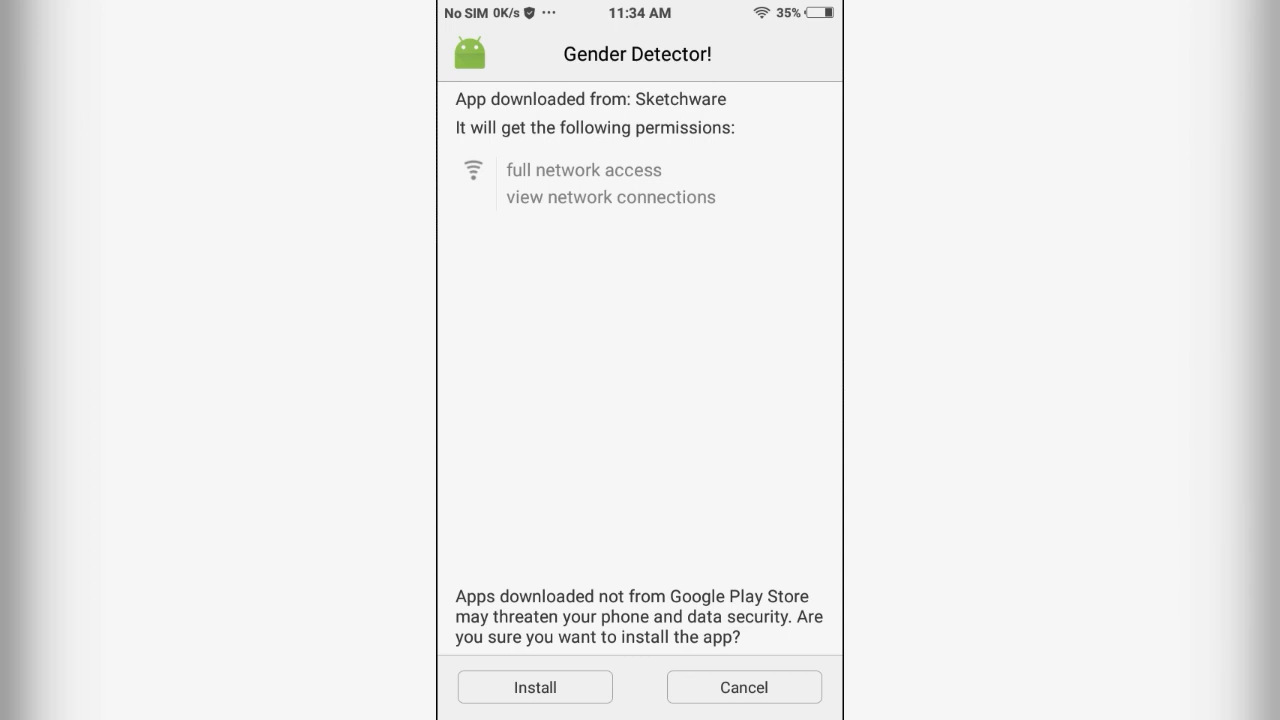 No SIM 0K/s ... 11:34 AM 35%
Gender Detector!
App downloaded from: Sketchware
It will get the following permissions:
full network access
view network connections
Apps downloaded not from Google Play Store
may threaten your phone and data security. Are
you sure you want to install the app?
Install Cancel